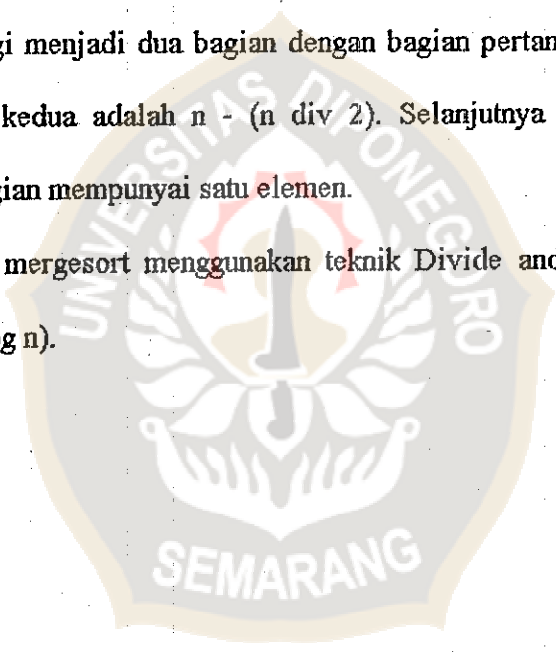 gi menjadi dua bagian dengan bagian pertan
kedua adalah n - (n div 2). Selanjutnya
gian mempunyai satu elemen.
mergesort menggunakan teknik Divide and
g n).
UNIVERSITAS DIPONEGORO
SEMARANG